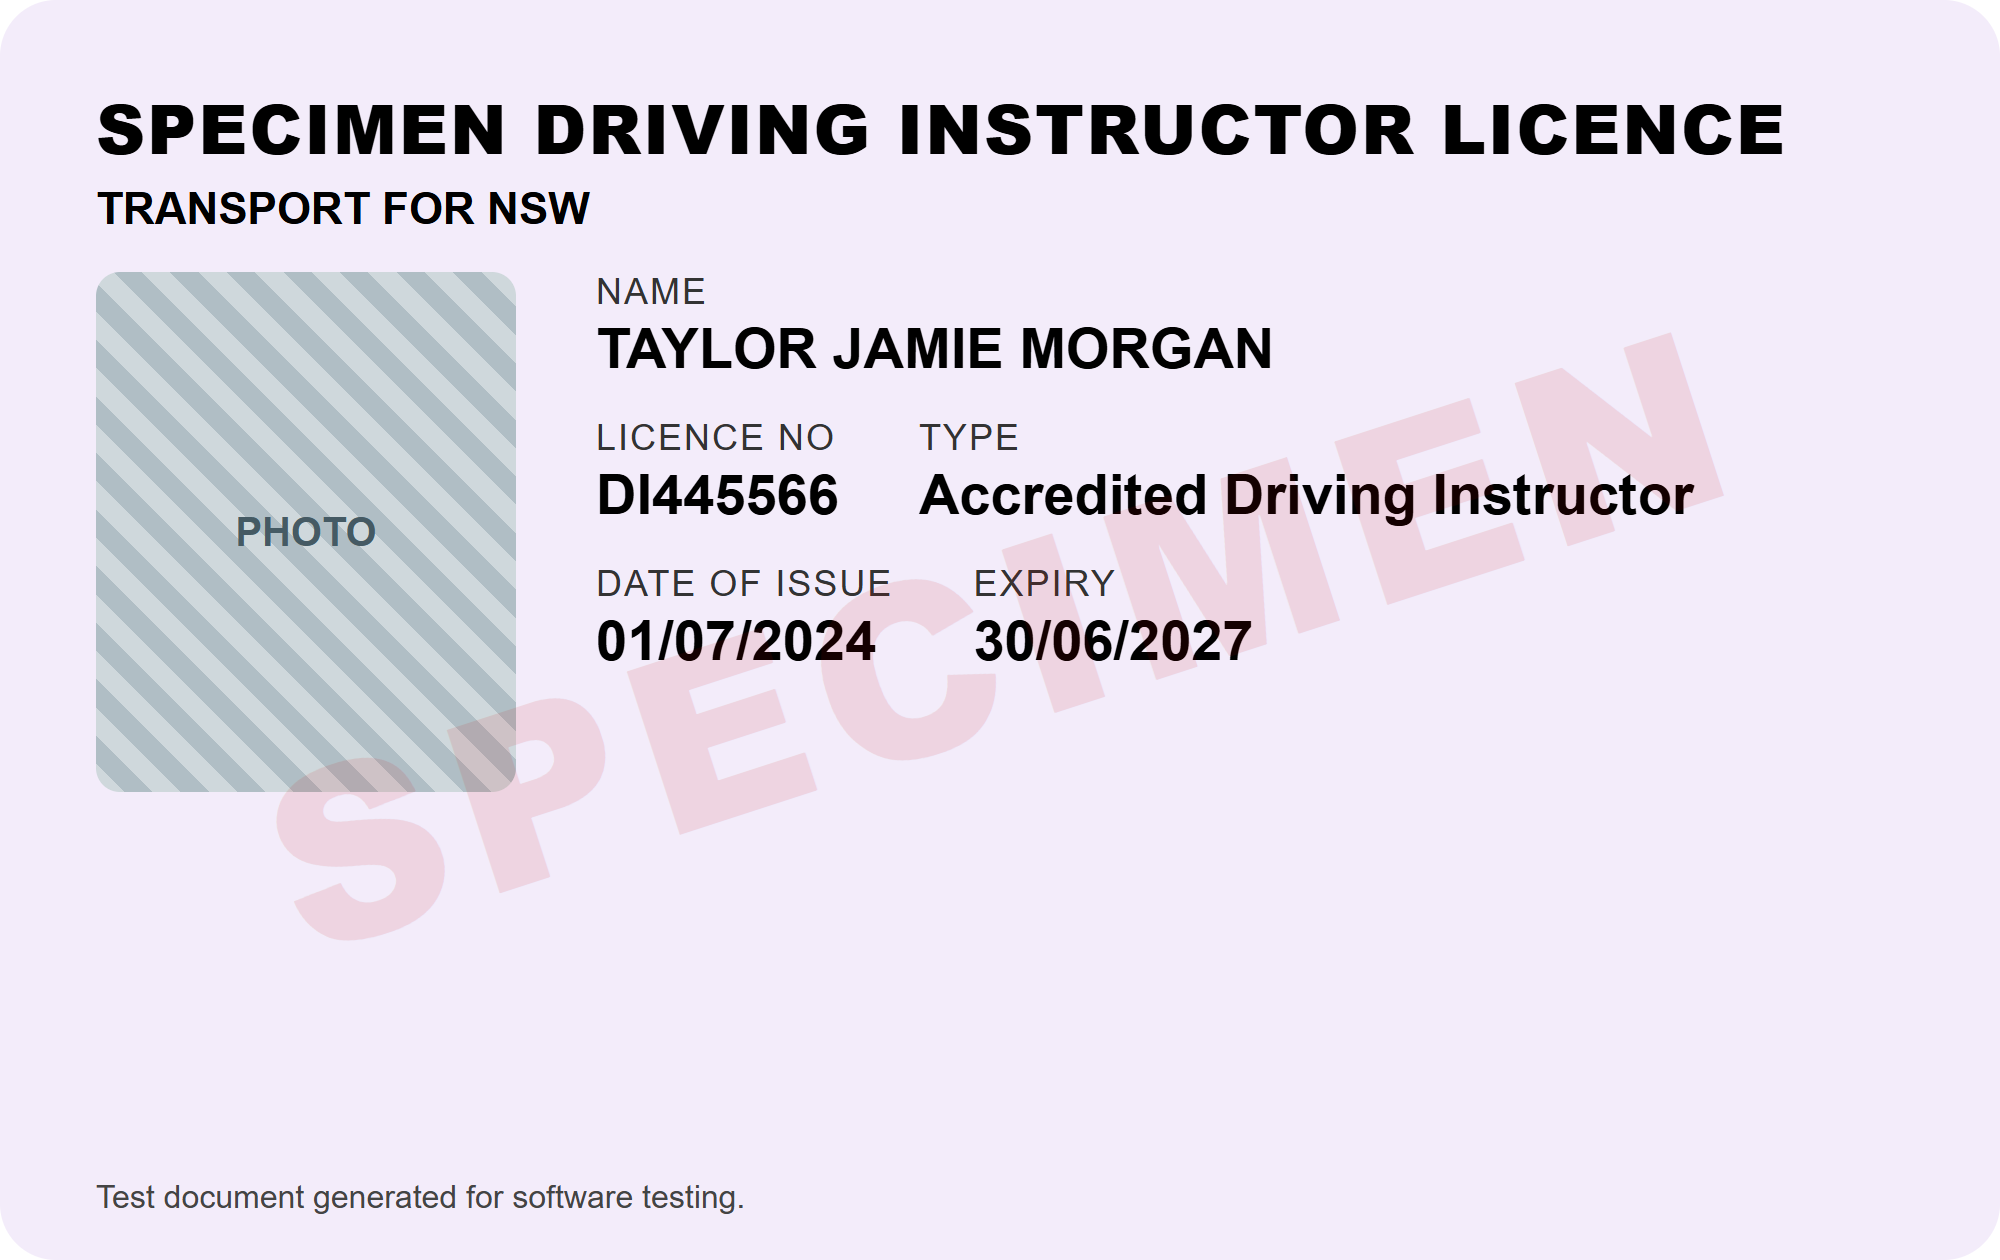 SPECIMEN DRIVING INSTRUCTOR LICENCE
TRANSPORT FOR NSW
PHOTO
NAME
TAYLOR JAMIE MORGAN
LICENCE NO TYPE
DI445566 Accredited Driving Instructor
DATE OF ISSUE EXPIRY
01/07/2024 30/06/2027
SPECIMEN
Test document generated for software testing.